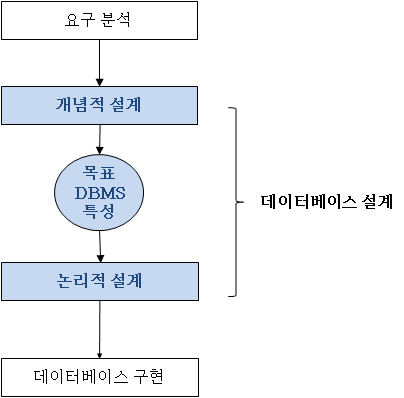 요구 분석
개념적 설계
목표
DBMS
특성
데이터베이스 설계
논리적 설계
데이터베이스 구현